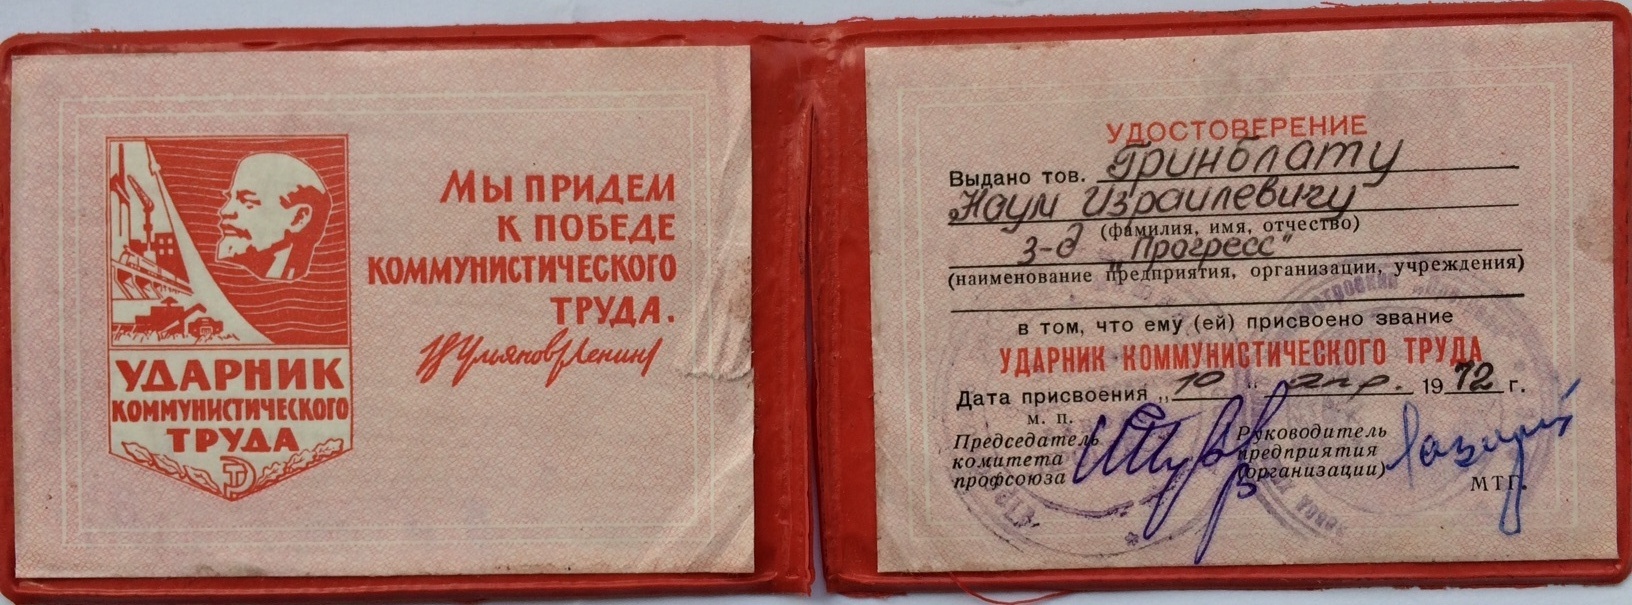 УДАРНИК
КОММУНИСТИЧЕСКОГО
ТРУДА
МЫ ПРИДЕМ
К ПОБЕДЕ
КОММУНИСТИЧЕСКОГО
ТРУДА.
В Ульянов (Ленин)
УДОСТОВЕРЕНИЕ
Выдано тов. Гринблату
Науму Израилевичу
(фамилия, имя, отчество)
з-д „Прогресс"
(наименование предприятия, организации, учреждения)
в том, что ему (ей) присвоено звание
УДАРНИК КОММУНИСТИЧЕСКОГО ТРУДА
Дата присвоения „10" апр. 1972 г.
М. П.
Председатель
комитета
профсоюза
Руководитель
предприятия
(организации)
МТГ.